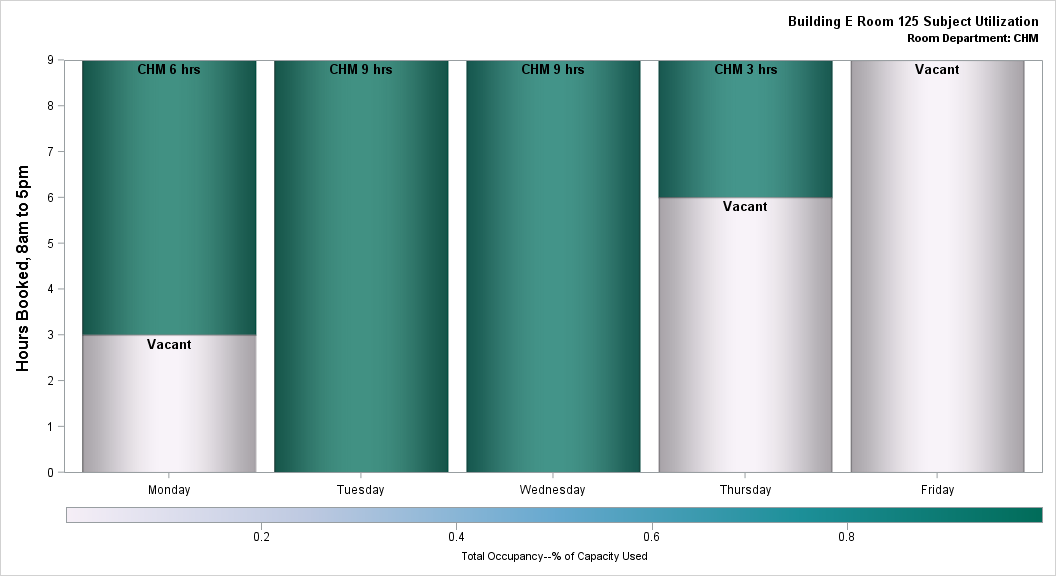 Building E Room 125 Subject Utilization
Room Department: CHM
Hours Booked, 8am to 5pm
9
8
7
6
5
4
3
2
1
0
CHM 6 hrs
Vacant
CHM 9 hrs
CHM 9 hrs
CHM 3 hrs
Vacant
Vacant
Monday
Tuesday
Wednesday
Thursday
Friday
0.2
0.4
0.6
0.8
Total Occupancy--% of Capacity Used